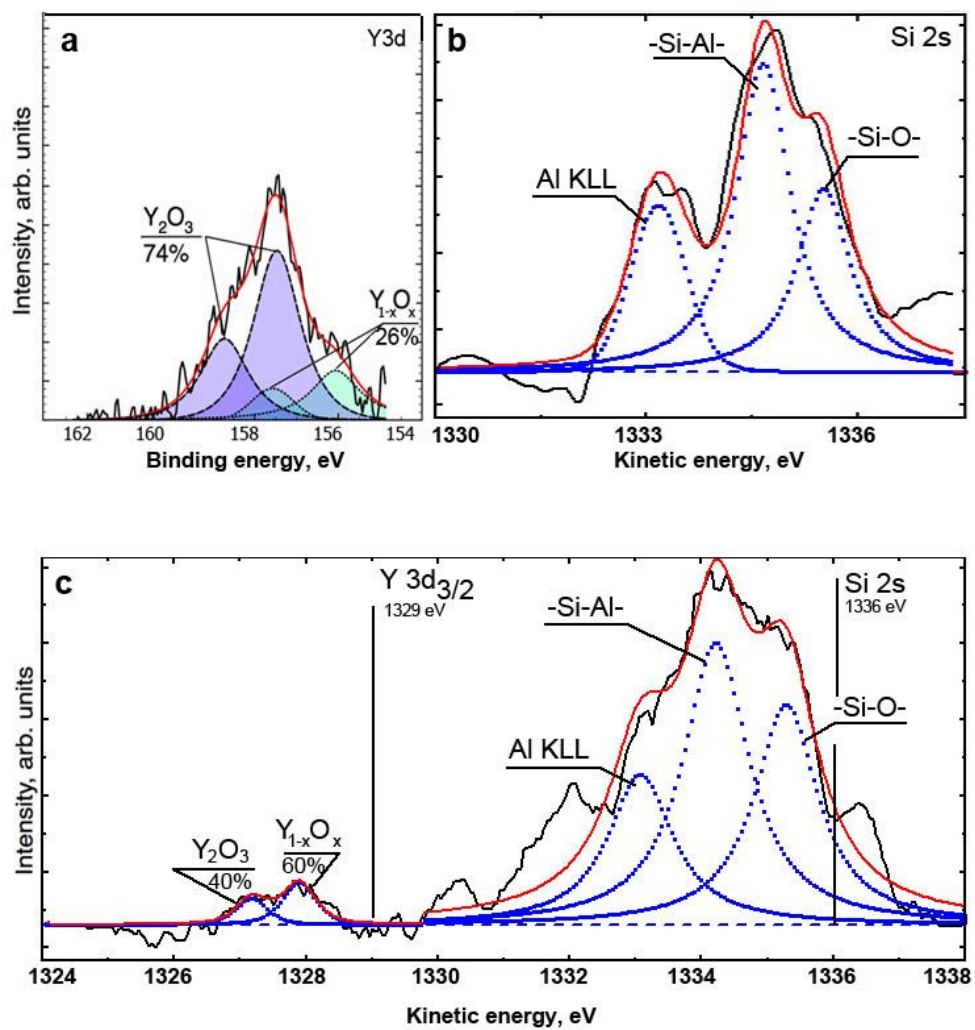 a
Y3d
Intensity, arb. units
Y2O3
74%
Y1-xOx
26%
162 160 157 156 154
Binding energy, eV
b
Si 2s
-Si-Al-
-Si-O-
Al KLL
1330 1333 1336
Kinetic energy, eV
c
Y 3d3/2
1329 eV
Si 2s
1336 eV
-Si-Al-
-Si-O-
Al KLL
Intensity, arb. units
Y2O3
40%
Y1-xOx
60%
1324 1326 1328 1330 1332 1334 1336 1338
Kinetic energy, eV